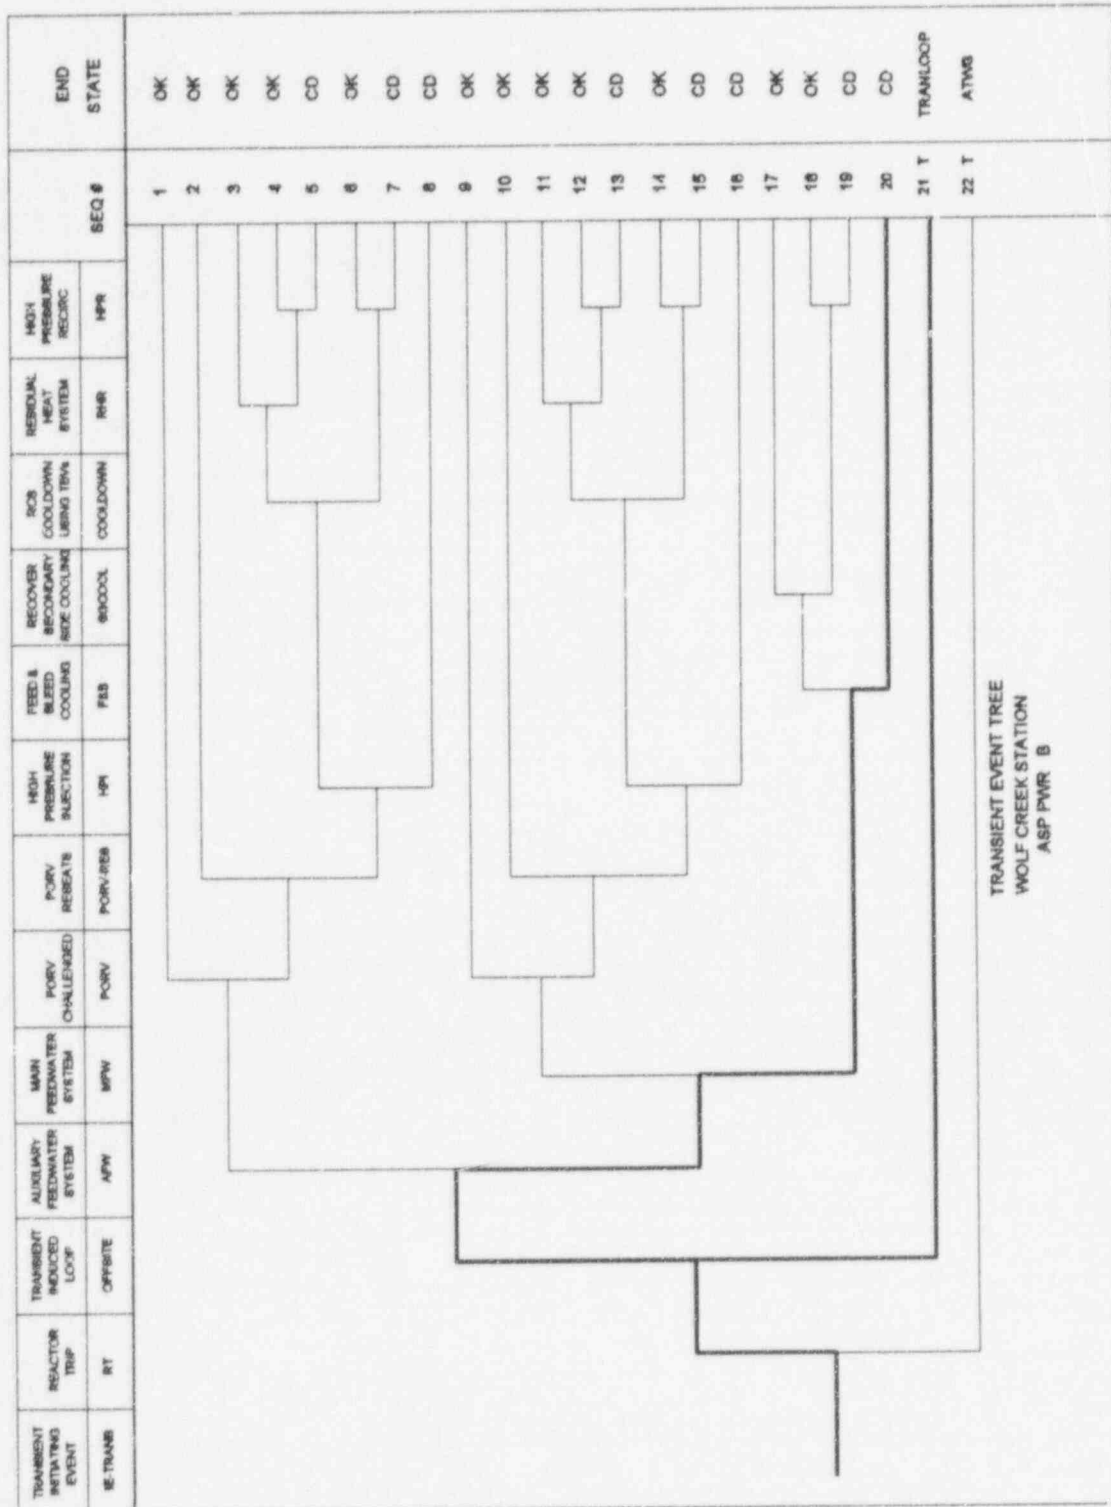 TRANSIENT
INITIATING
EVENT
REACTOR
TRIP
TRANSIENT
INDUCED
LOOP
AUXILIARY
FEEDWATER
SYSTEM
MAIN
FEEDWATER
SYSTEM
PORV
CHALLENGED
PORV
RESEATS
HIGH
PRESSURE
INJECTION
FEED &
BLEED
COOLING
RECOVER
SECONDARY
SIDE COOLING
RCS
COOLDOWN
USING TBVs
RESIDUAL
HEAT
SYSTEM
HIGH
PRESSURE
RECIRC
END
STATE
IE-TRANS
RT
OFFSITE
AFW
MFW
PORV
PORV-RES
HPI
F&B
SGCOOL
COOLDOWN
RHR
HPR
SEQ #
1 OK
2 OK
3 OK
4 OK
5 CD
6 OK
7 CD
8 CD
9 OK
10 OK
11 OK
12 OK
13 CD
14 OK
15 CD
16 CD
17 OK
18 OK
19 CD
20 CD
21 T TRANLOOP
22 T ATWS
TRANSIENT EVENT TREE
WOLF CREEK STATION
ASP PWR B